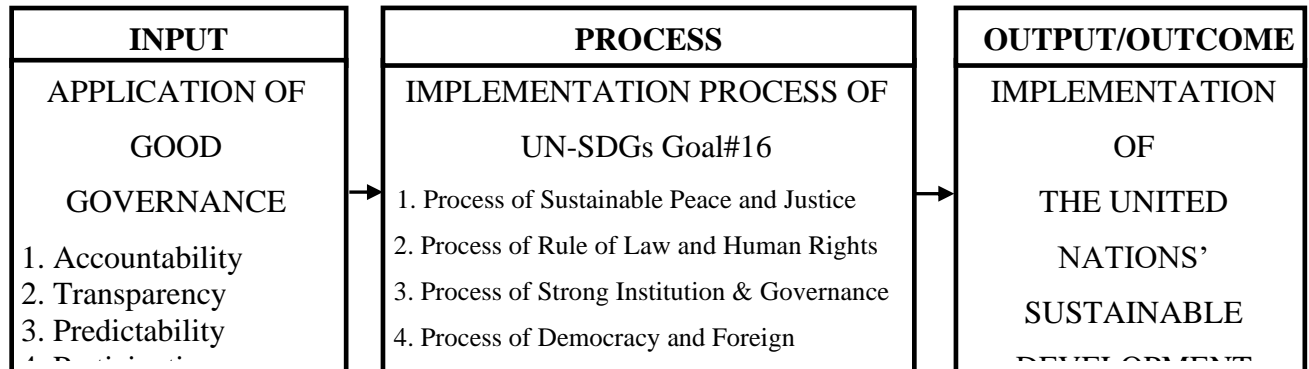 INPUT
APPLICATION OF
GOOD
GOVERNANCE
1. Accountability
2. Transparency
3. Predictability
PROCESS
IMPLEMENTATION PROCESS OF
UN-SDGs Goal#16
1. Process of Sustainable Peace and Justice
2. Process of Rule of Law and Human Rights
3. Process of Strong Institution & Governance
4. Process of Democracy and Foreign
OUTPUT/OUTCOME
IMPLEMENTATION
OF
THE UNITED
NATIONS’
SUSTAINABLE